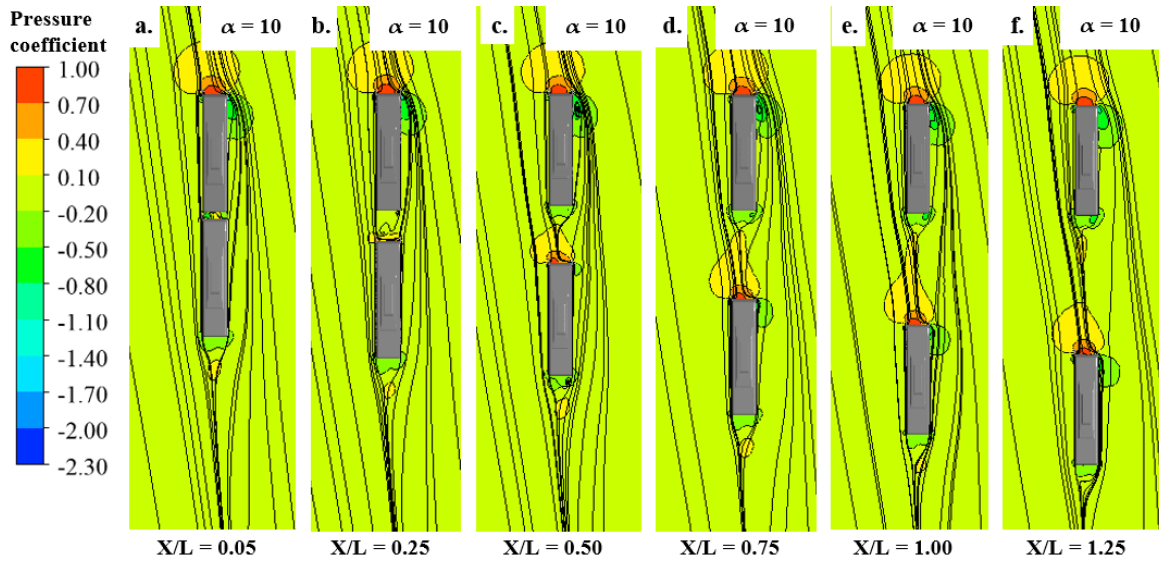 Pressure
coefficient
1.00
0.70
0.40
0.10
-0.20
-0.50
-0.80
-1.10
-1.40
-1.70
-2.00
-2.30
a.
α = 10
X/L = 0.05
b.
α = 10
X/L = 0.25
c.
α = 10
X/L = 0.50
d.
α = 10
X/L = 0.75
e.
α = 10
X/L = 1.00
f.
α = 10
X/L = 1.25